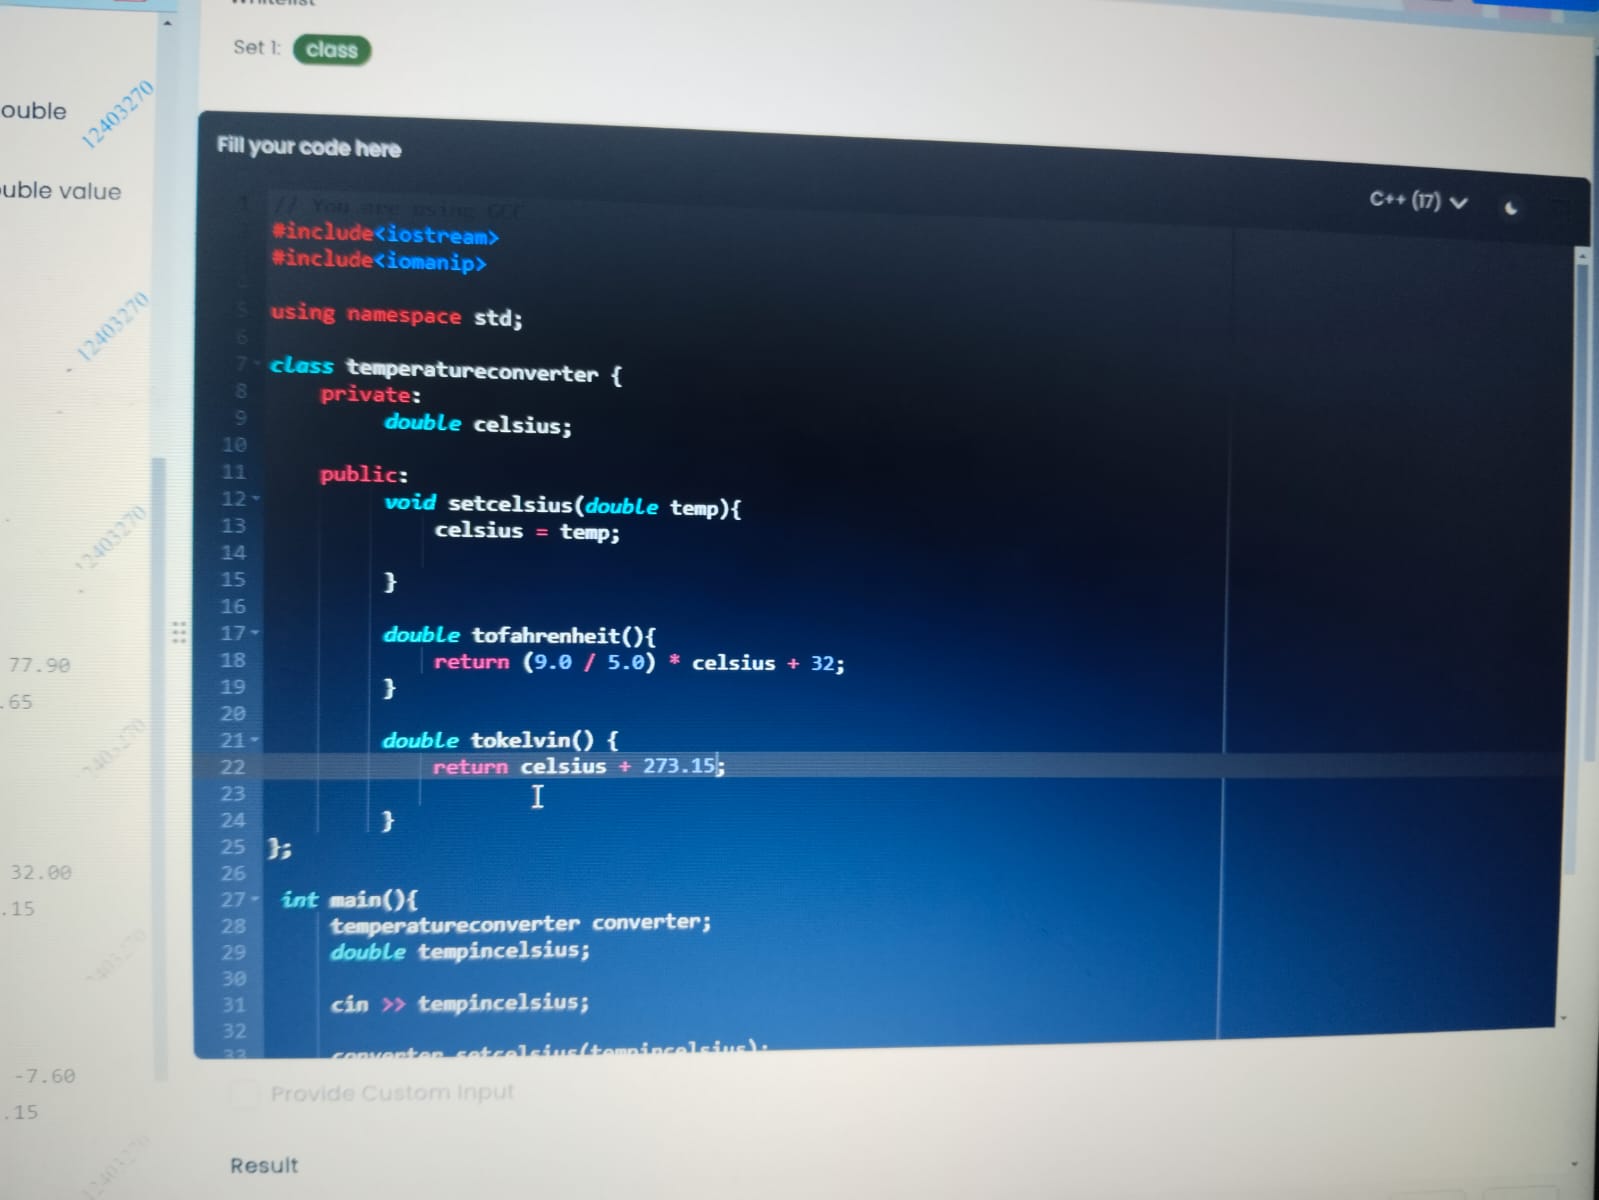 Set 1: class
ouble
12403270
uble value
12403270
12403270
77.90
.65
32.00
.15
-7.60
.15
Fill your code here
C++ (17)
1 // You are using GCC
#include<iostream>
#include<iomanip>
5 using namespace std;
6
7 class temperatureconverter {
8 private:
9 double celsius;
10
11 public:
12 void setcelsius(double temp){
13 celsius = temp;
14
15 }
16
17 double tofahrenheit(){
18 return (9.0 / 5.0) * celsius + 32;
19 }
20
21 double tokelvin() {
22 return celsius + 273.15;
23
24 }
25 };
26
27 int main(){
28 temperatureconverter converter;
29 double tempincelsius;
30
31 cin >> tempincelsius;
32
33 converter setcelsius(tempincelsius);
Provide Custom Input
Result